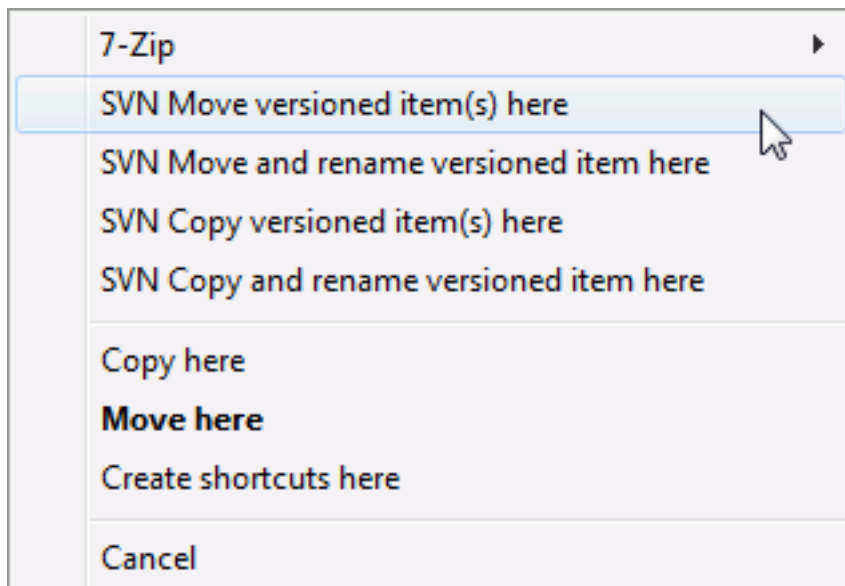 7-Zip
SVN Move versioned item(s) here
SVN Move and rename versioned item here
SVN Copy versioned item(s) here
SVN Copy and rename versioned item here
Copy here
Move here
Create shortcuts here
Cancel